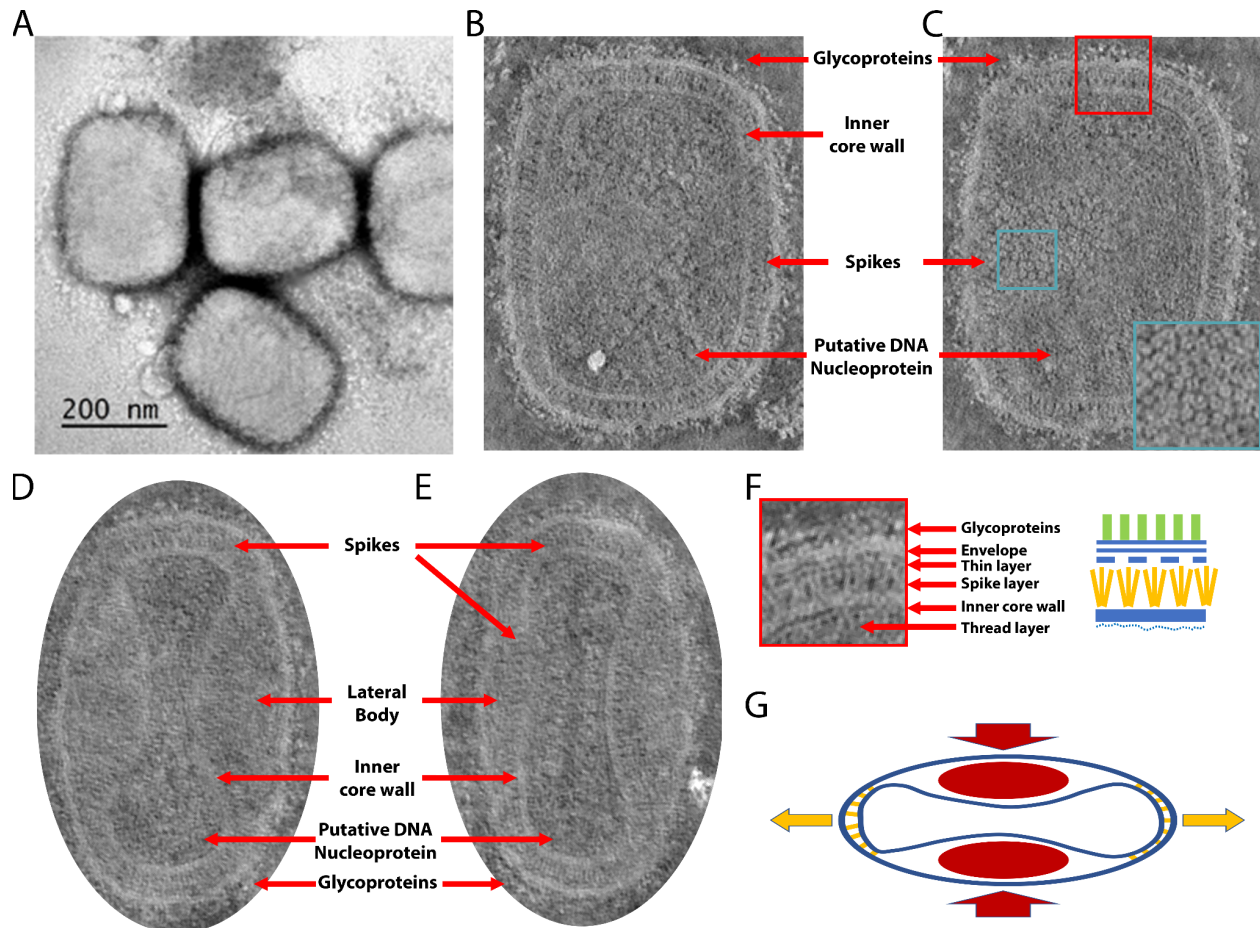 A
B
C
Glycoproteins
Inner
core wall
Spikes
Putative DNA
Nucleoprotein
200 nm
D
E
F
Spikes
Lateral
Body
Inner
core wall
Putative DNA
Nucleoprotein
Glycoproteins
Glycoproteins
Envelope
Thin layer
Spike layer
Inner core wall
Thread layer
G